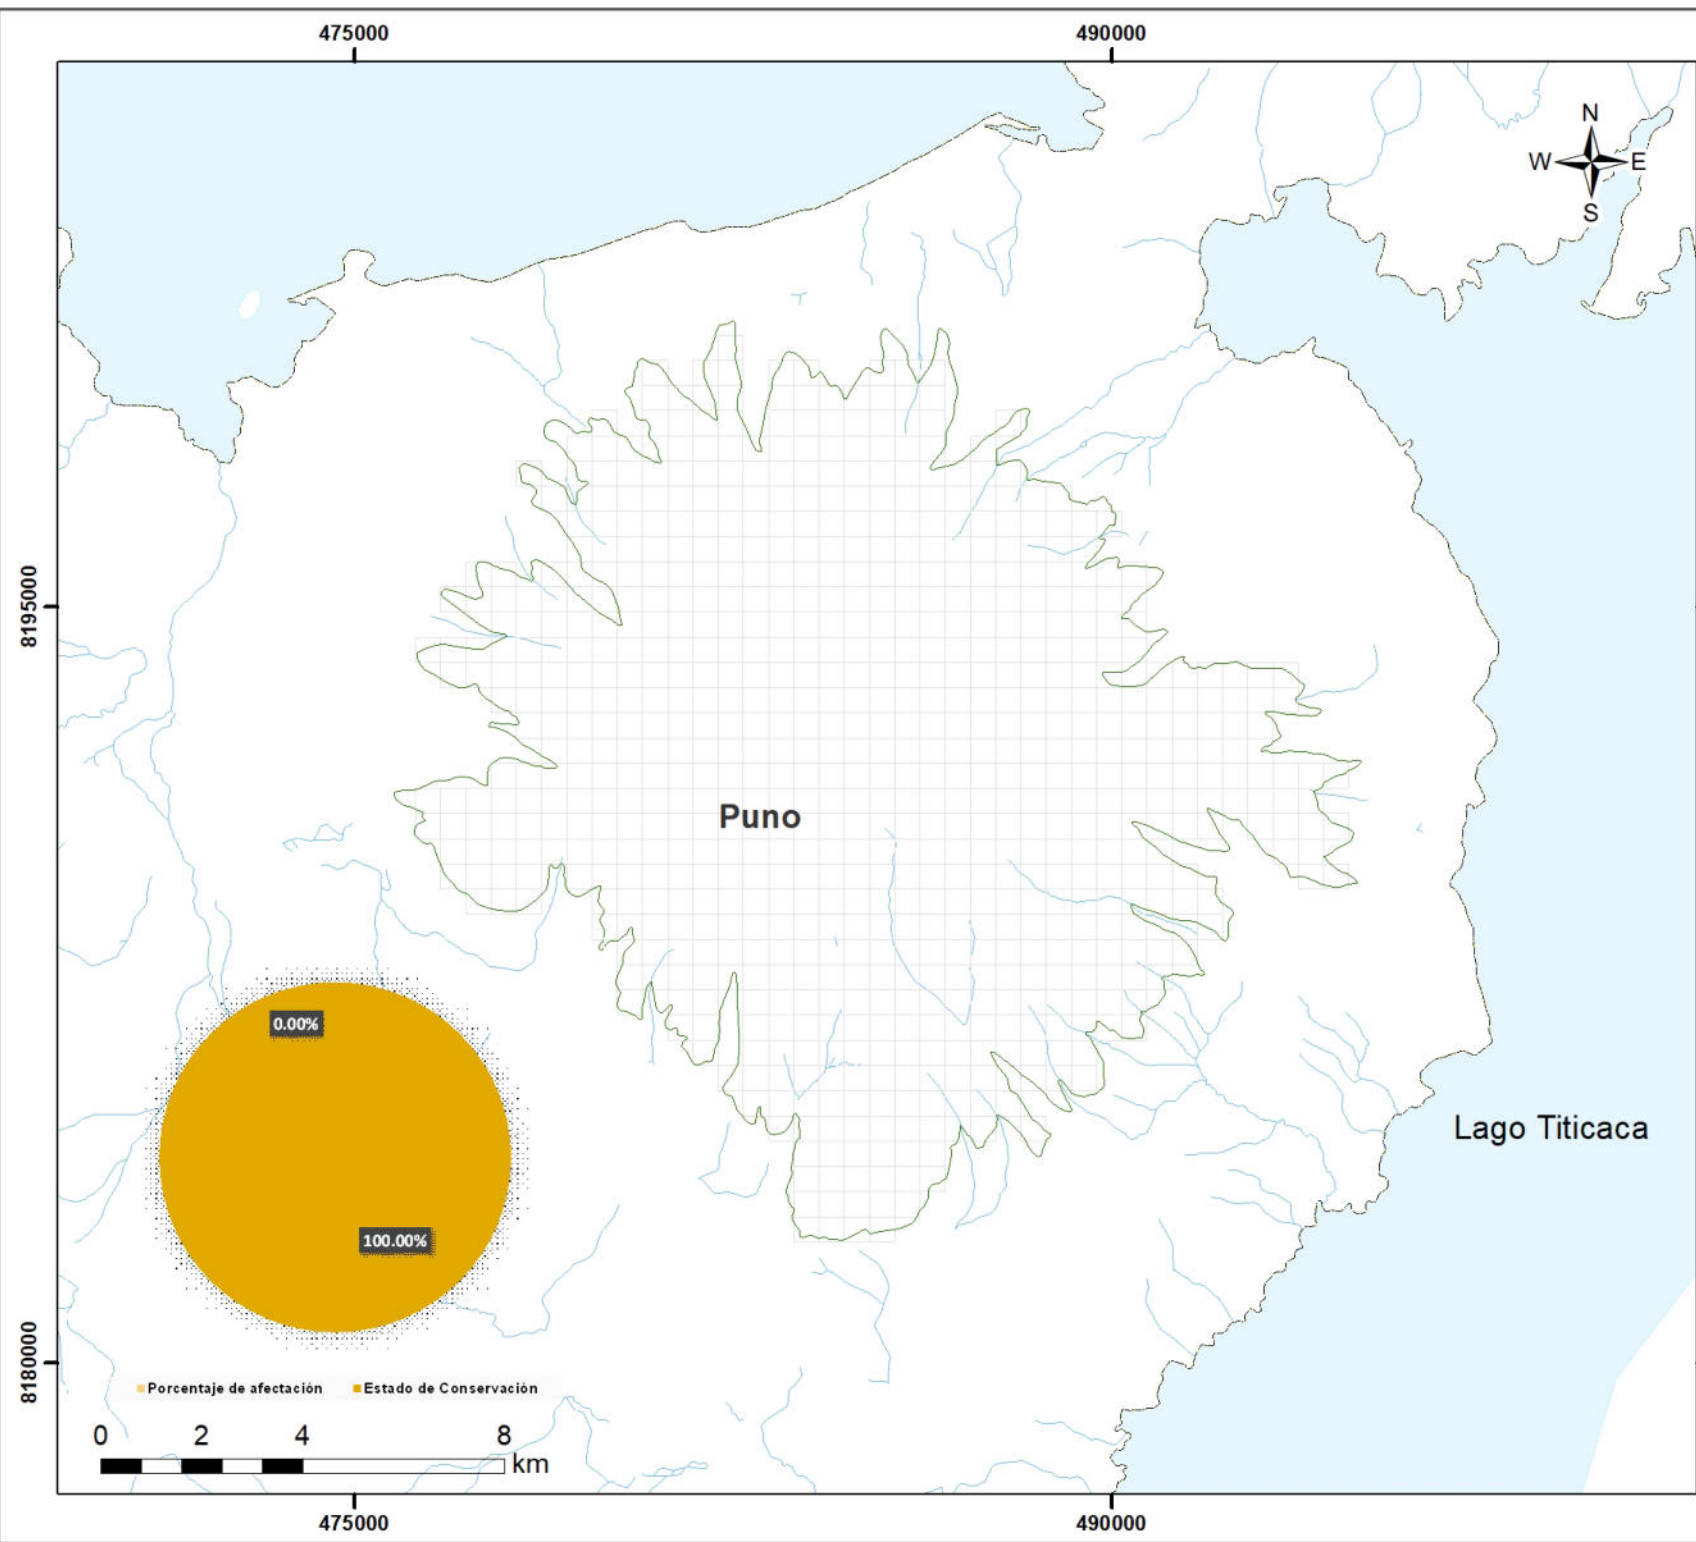 475000 490000
N
W E
S
8195000
Puno
0.00%
Lago Titicaca
100.00%
8180000
Porcentaje de afectación Estado de Conservación
0 2 4 8
km
475000 490000